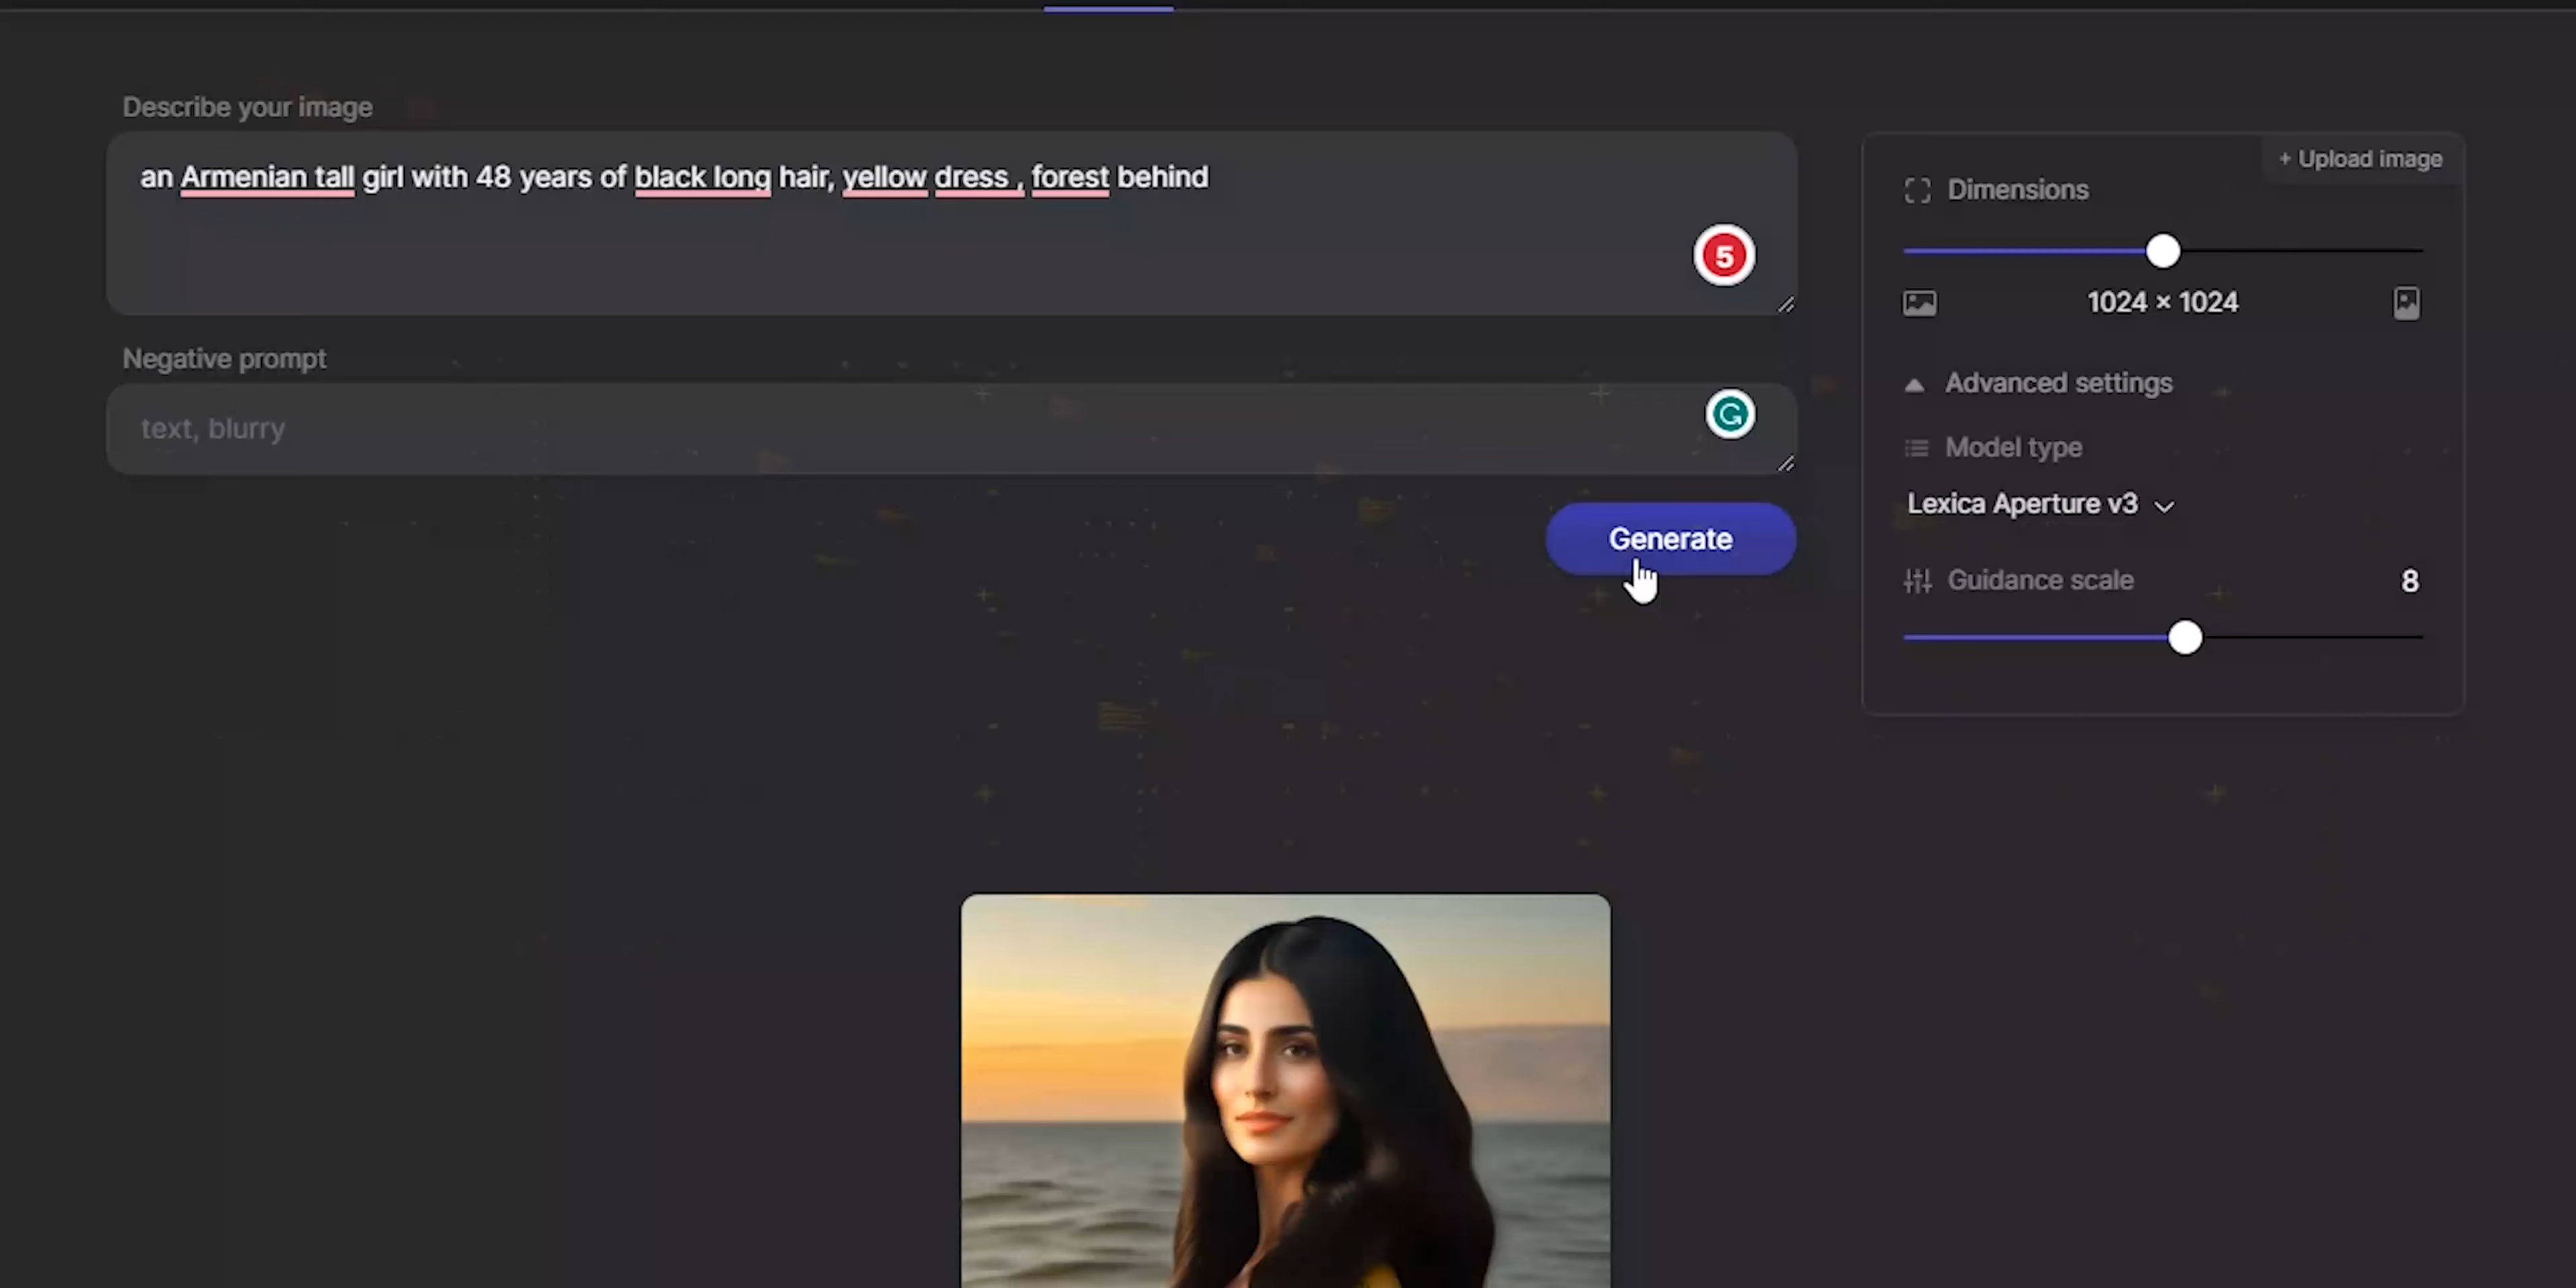 Describe your image
an Armenian tall girl with 48 years of black long hair, yellow dress , forest behind
5
Negative prompt
text, blurry
G
Generate
+ Upload image
Dimensions
1024 × 1024
Advanced settings
Model type
Lexica Aperture v3
Guidance scale 8